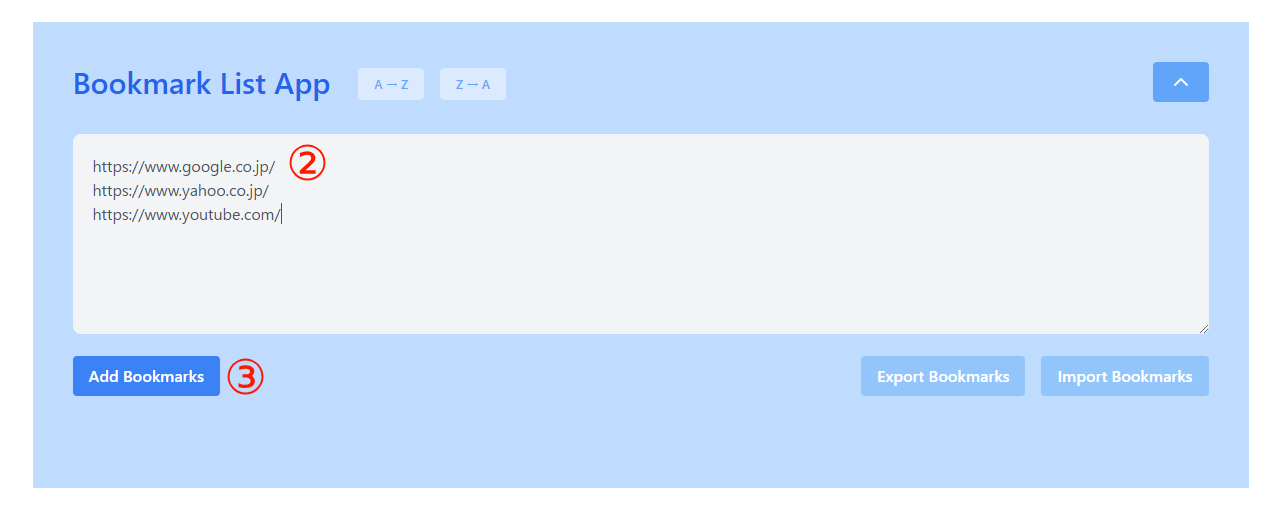 Bookmark List App A→Z Z→A
https://www.google.co.jp/ ②
https://www.yahoo.co.jp/
https://www.youtube.com/
Add Bookmarks ③ Export Bookmarks Import Bookmarks